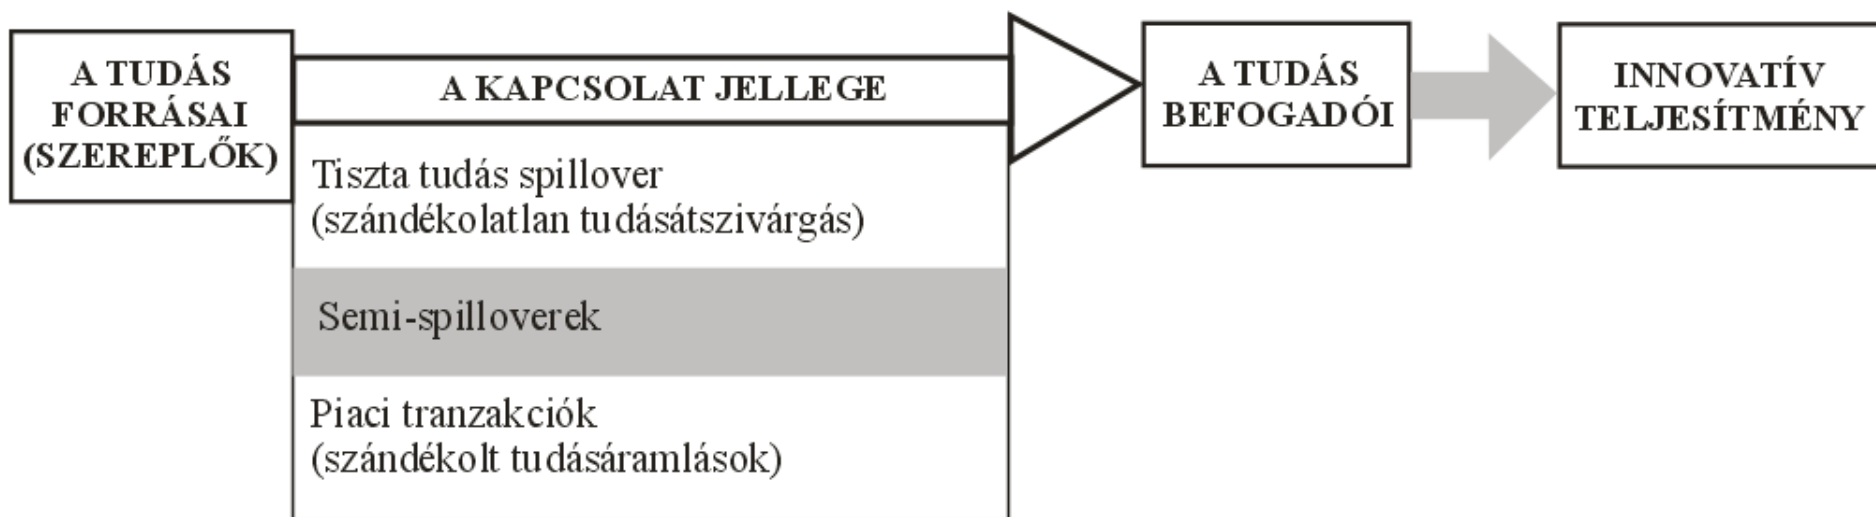 A TUDÁS
FORRÁSAI
(SZEREPLŐK)
A KAPCSOLAT JELLEGE
Tiszta tudás spillover
(szándékolatlan tudásátszivárgás)
Semi-spilloverek
Piaci tranzakciók
(szándékolt tudásáramlások)
A TUDÁS
BEFOGADÓI
INNOVATÍV
TELJESÍTMÉNY